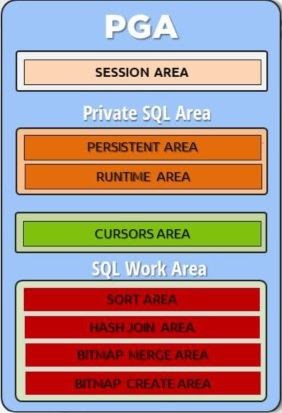 PGA
SESSION AREA
Private SQL Area
PERSISTENT AREA
RUNTIME AREA
CURSORS AREA
SQL Work Area
SORT AREA
HASH JOIN AREA
BITMAP MERGE AREA
BITMAP CREATE AREA